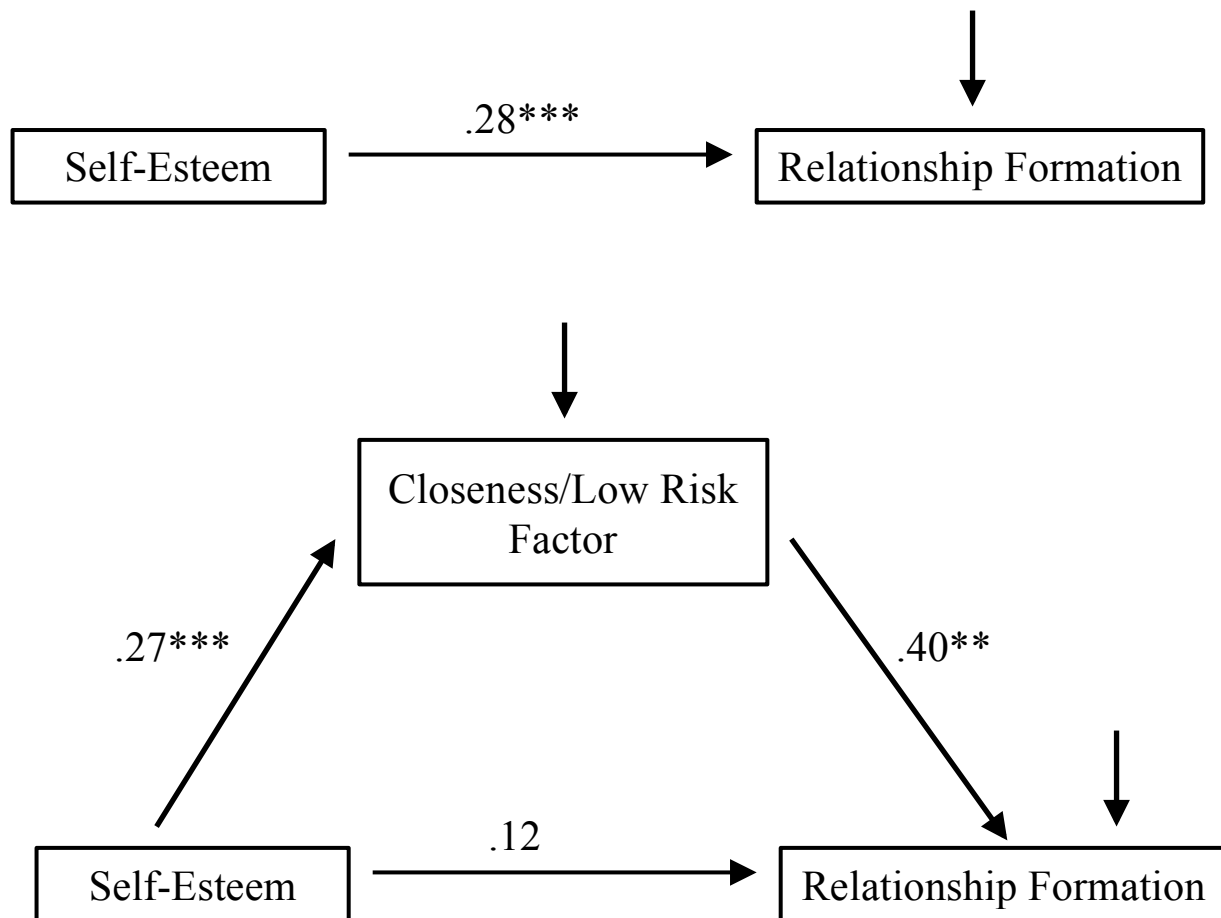 .28***
Self-Esteem
Relationship Formation
Closeness/Low Risk
Factor
.27***
.40**
.12
Self-Esteem
Relationship Formation